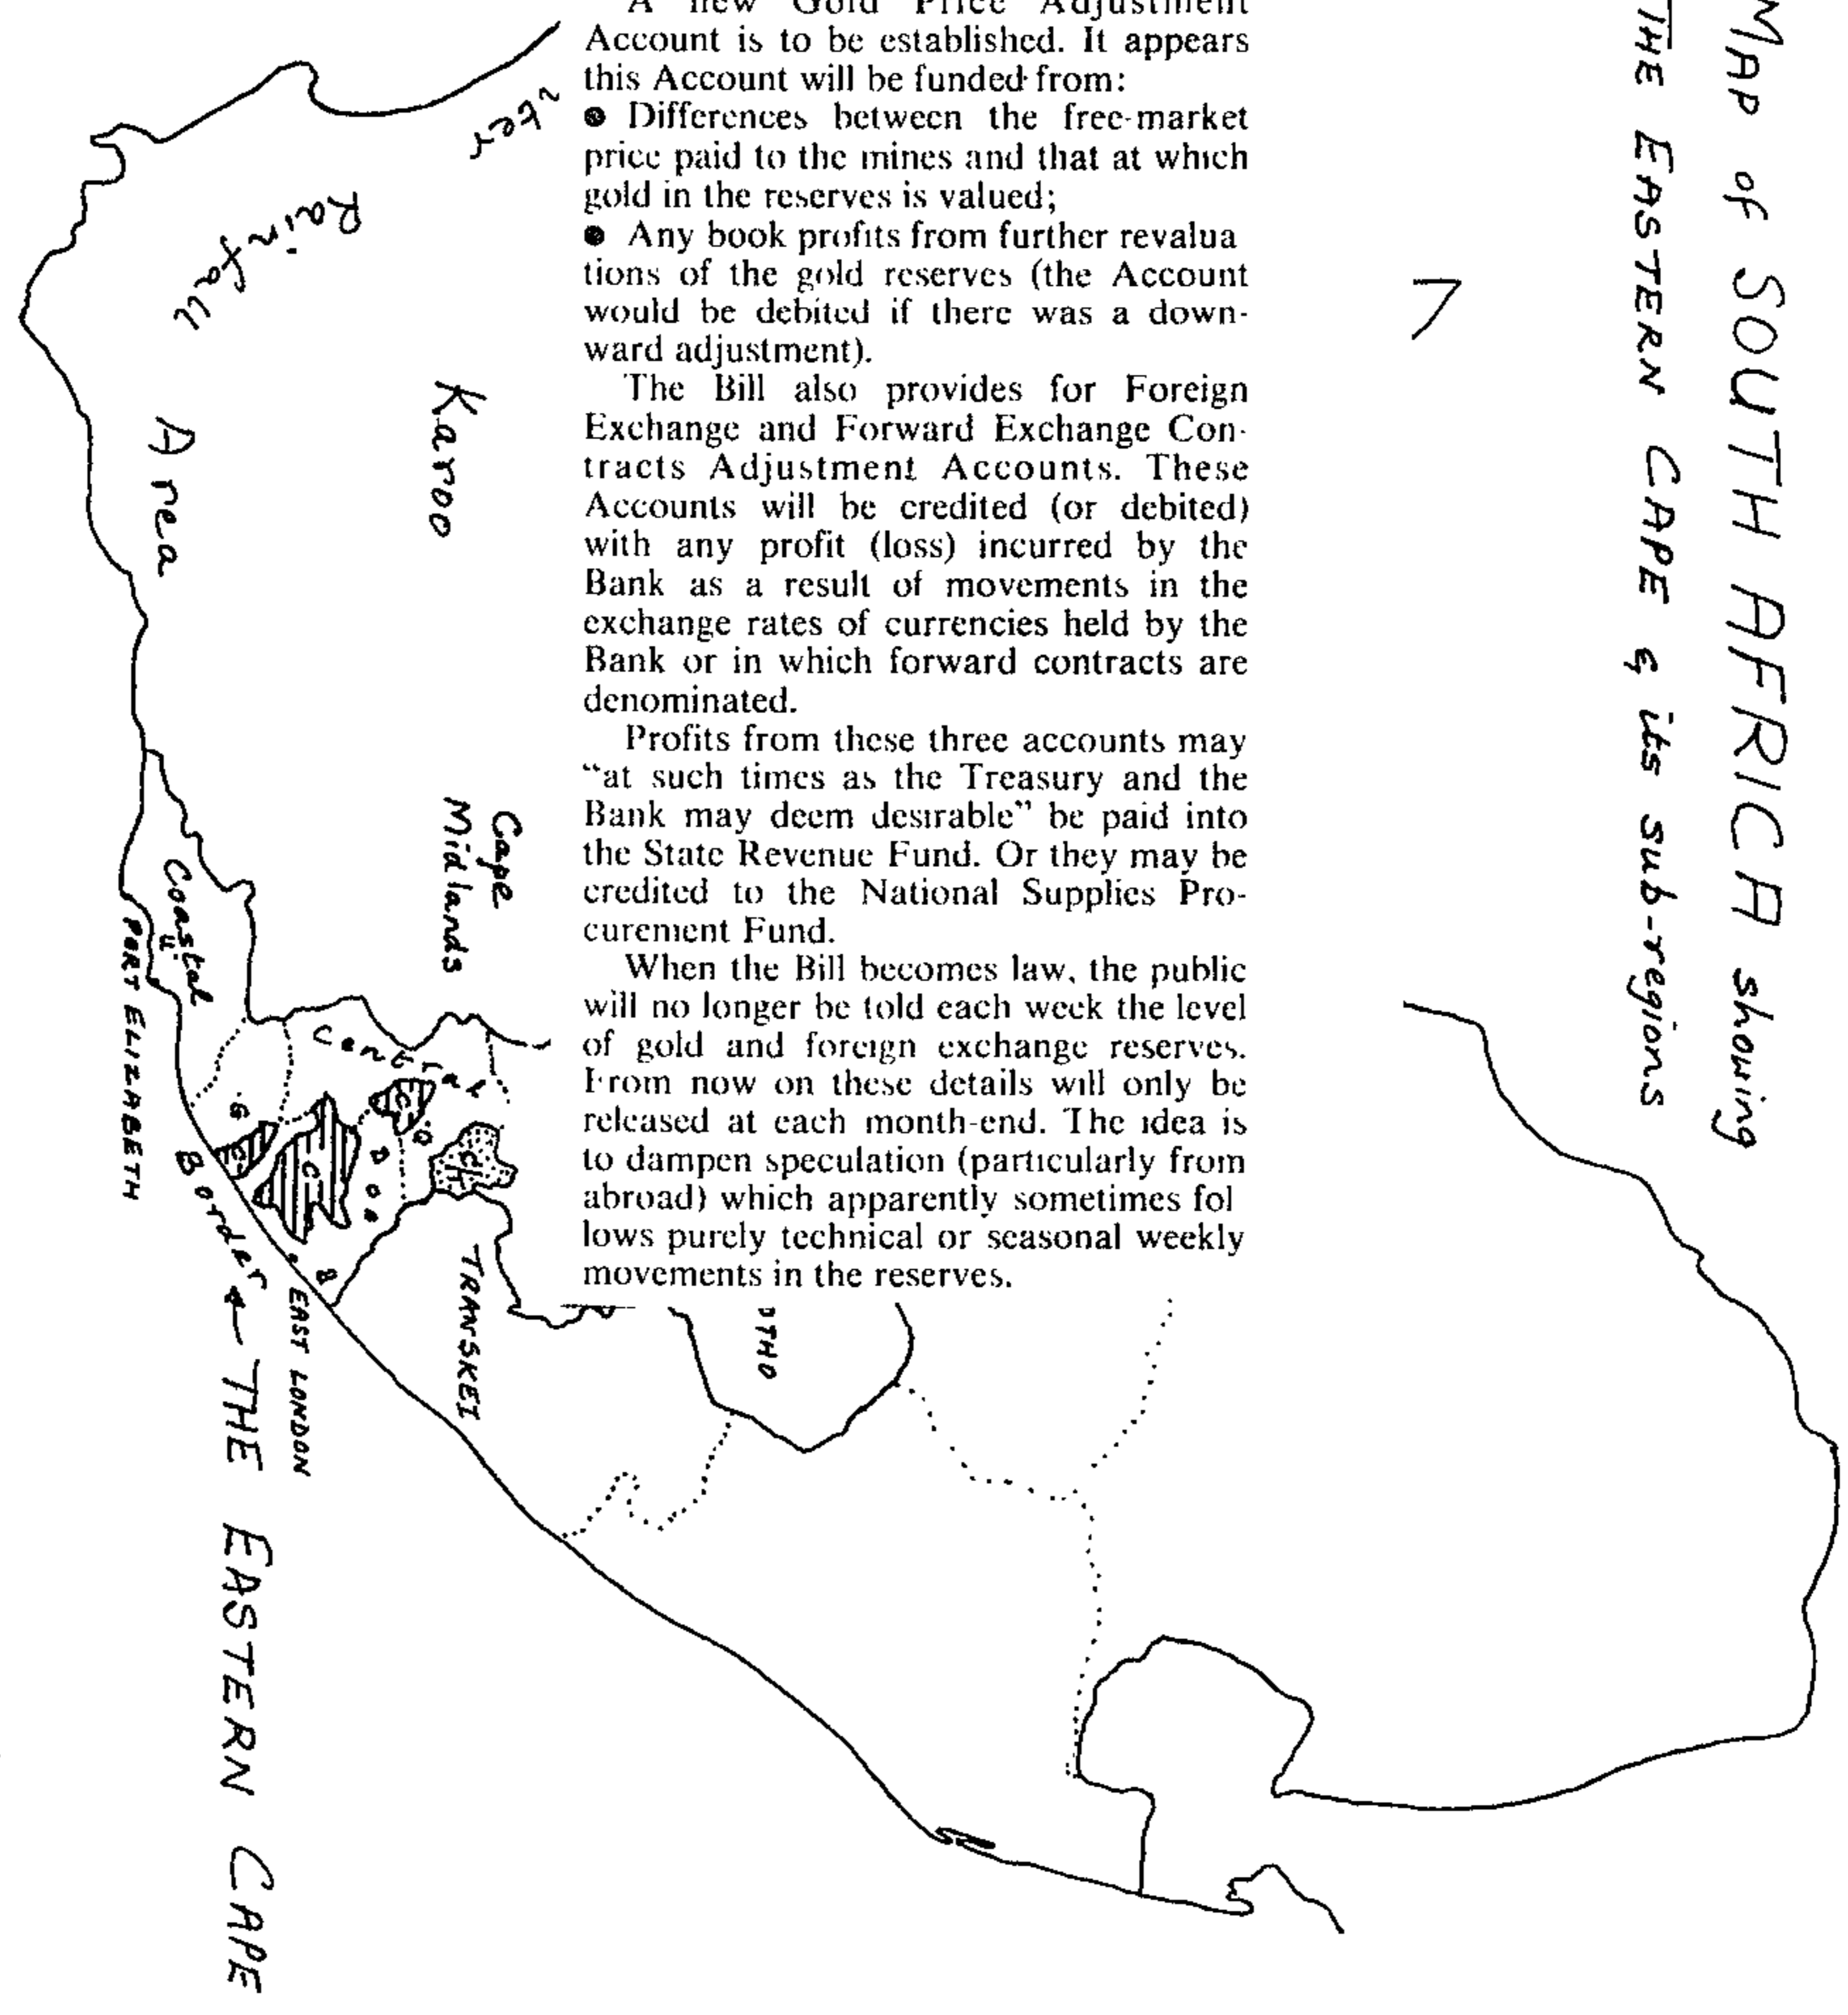 MAP of SOUTH AFRICA showing
THE EASTERN CAPE & its sub-regions
A new Gold Price Adjustment
Account is to be established. It appears
this Account will be funded from:
● Differences between the free-market
price paid to the mines and that at which
gold in the reserves is valued;
● Any book profits from further revalua
tions of the gold reserves (the Account
would be debited if there was a down-
ward adjustment).
The Bill also provides for Foreign
Exchange and Forward Exchange Con-
tracts Adjustment Accounts. These
Accounts will be credited (or debited)
with any profit (loss) incurred by the
Bank as a result of movements in the
exchange rates of currencies held by the
Bank or in which forward contracts are
denominated.
Profits from these three accounts may
“at such times as the Treasury and the
Bank may deem desirable” be paid into
the State Revenue Fund. Or they may be
credited to the National Supplies Pro-
curement Fund.
When the Bill becomes law, the public
will no longer be told each week the level
of gold and foreign exchange reserves.
From now on these details will only be
released at each month-end. The idea is
to dampen speculation (particularly from
abroad) which apparently sometimes fol
lows purely technical or seasonal weekly
movements in the reserves.
Rainfall
Area
Karoo
Cape
Midlands
Coastal
PORT ELIZABETH
Central
Border
EAST LONDON
TRANSKEI
OTHO
← THE EASTERN CAPE